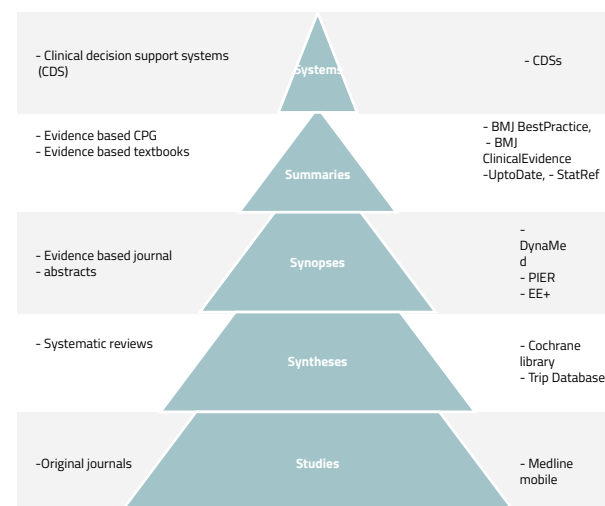 - Clinical decision support systems
(CDS)
Systems
- CDSs
- Evidence based CPG
- Evidence based textbooks
Summaries
- BMJ BestPractice,
- BMJ
ClinicalEvidence
-UptoDate, - StatRef
- Evidence based journal
- abstracts
Synopses
-
DynaMe
d
- PIER
- EE+
- Systematic reviews
Syntheses
- Cochrane
library
- Trip Database
-Original journals
Studies
- Medline
mobile